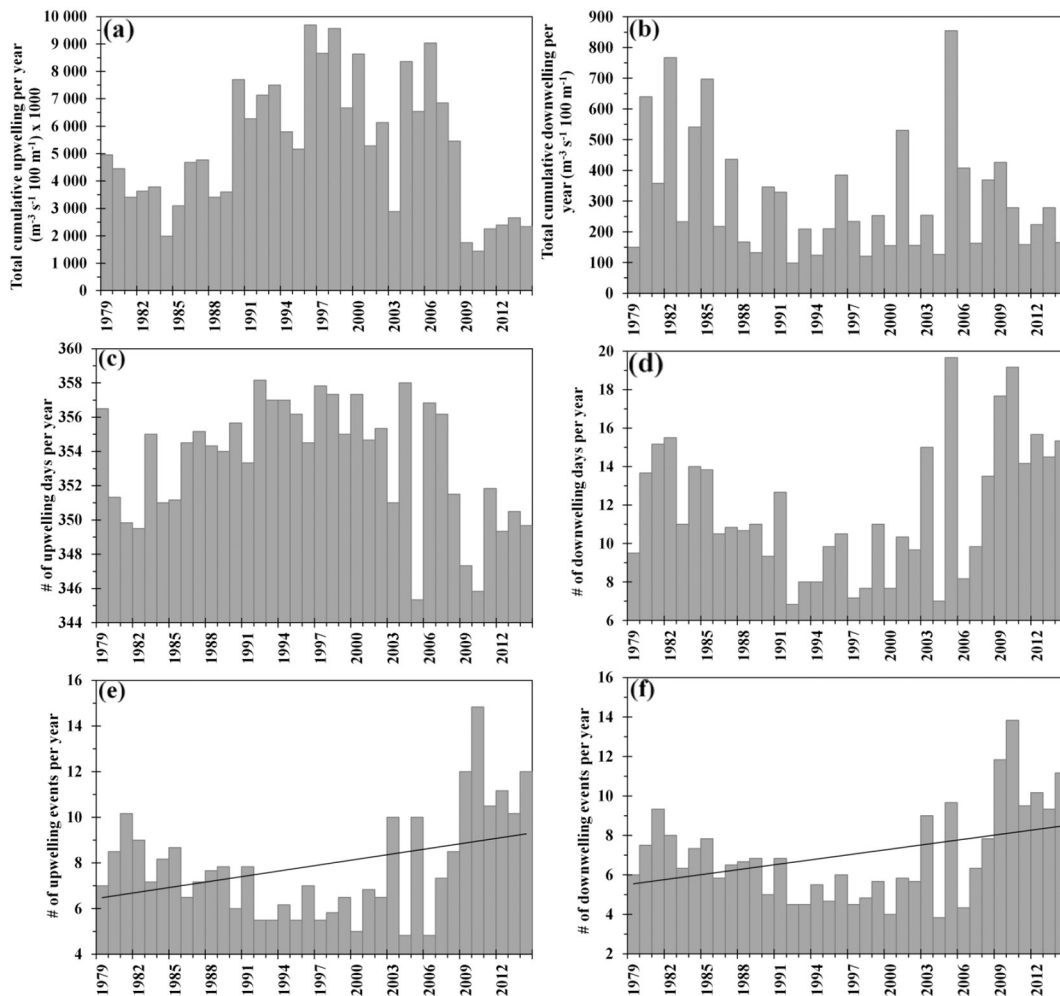 (a)
Total cumulative upwelling per year
(m⁻³ s⁻¹ 100 m⁻¹) x 1000
10 000
9 000
8 000
7 000
6 000
5 000
4 000
3 000
2 000
1 000
0
1979 1982 1985 1988 1991 1994 1997 2000 2003 2006 2009 2012
(b)
Total cumulative downwelling per
year (m⁻³ s⁻¹ 100 m⁻¹)
900
800
700
600
500
400
300
200
100
0
1979 1982 1985 1988 1991 1994 1997 2000 2003 2006 2009 2012
(c)
# of upwelling days per year
360
358
356
354
352
350
348
346
344
1979 1982 1985 1988 1991 1994 1997 2000 2003 2006 2009 2012
(d)
# of downwelling days per year
20
18
16
14
12
10
8
6
1979 1982 1985 1988 1991 1994 1997 2000 2003 2006 2009 2012
(e)
# of upwelling events per year
16
14
12
10
8
6
4
1979 1982 1985 1988 1991 1994 1997 2000 2003 2006 2009 2012
(f)
# of downwelling events per year
16
14
12
10
8
6
4
2
1979 1982 1985 1988 1991 1994 1997 2000 2003 2006 2009 2012